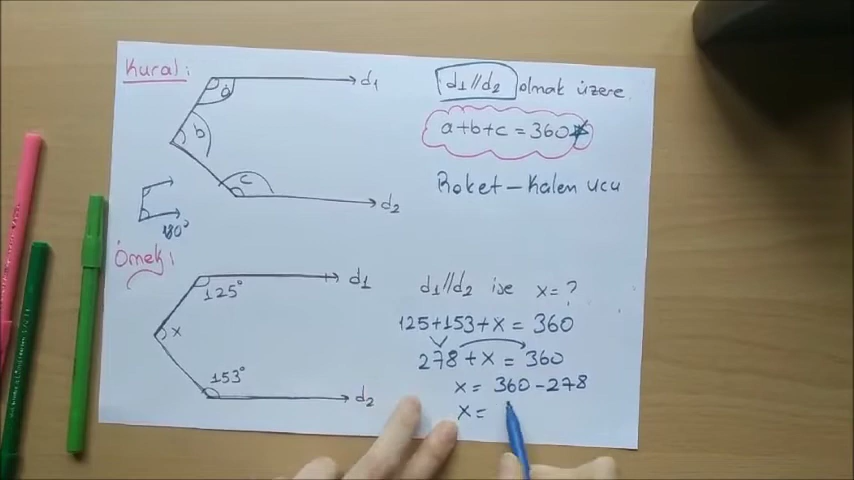 Kural:
d1
a
b
c
d2
180°
d1//d2 olmak üzere
a+b+c=360
Roket-Kalem ucu
Örnek:
d1
125°
x
153°
d2
d1//d2 ise x=?
125+153+x=360
278+x=360
x=360-278
x=